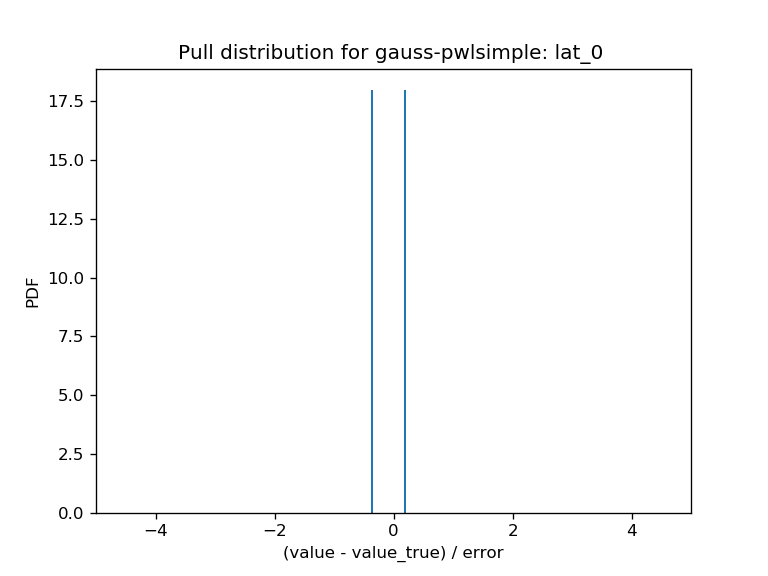 Pull distribution for gauss-pwlsimple: lat_0
17.5
15.0
12.5
10.0
7.5
5.0
2.5
0.0
PDF
−4 −2 0 2 4
(value - value_true) / error